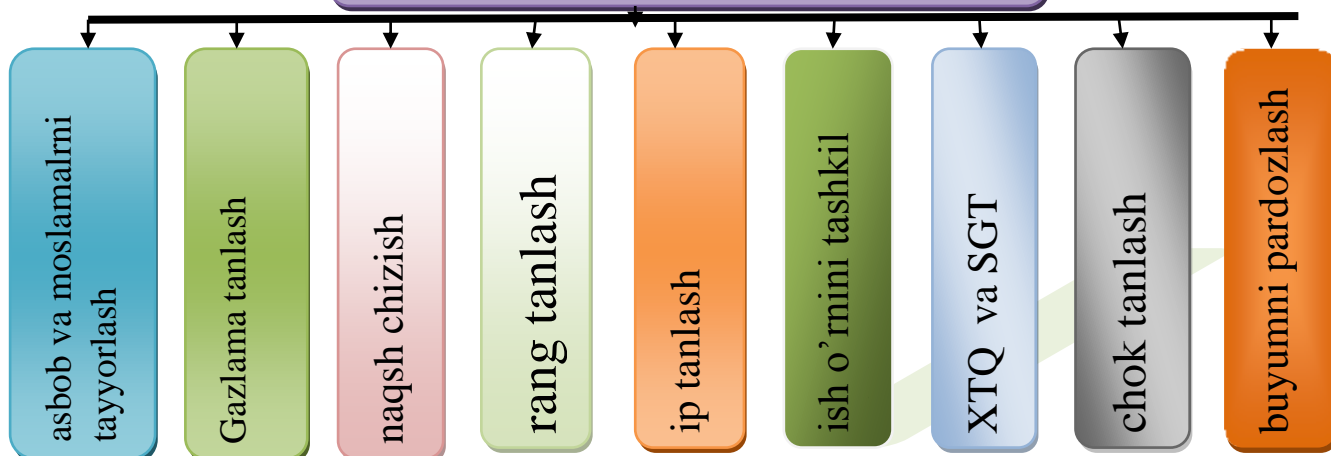 asbob va moslamalrni
tayyorlash
Gazlama tanlash
naqsh chizish
rang tanlash
ip tanlash
ish o’rnini tashkil
XTQ va SGT
chok tanlash
buyumni pardozlash